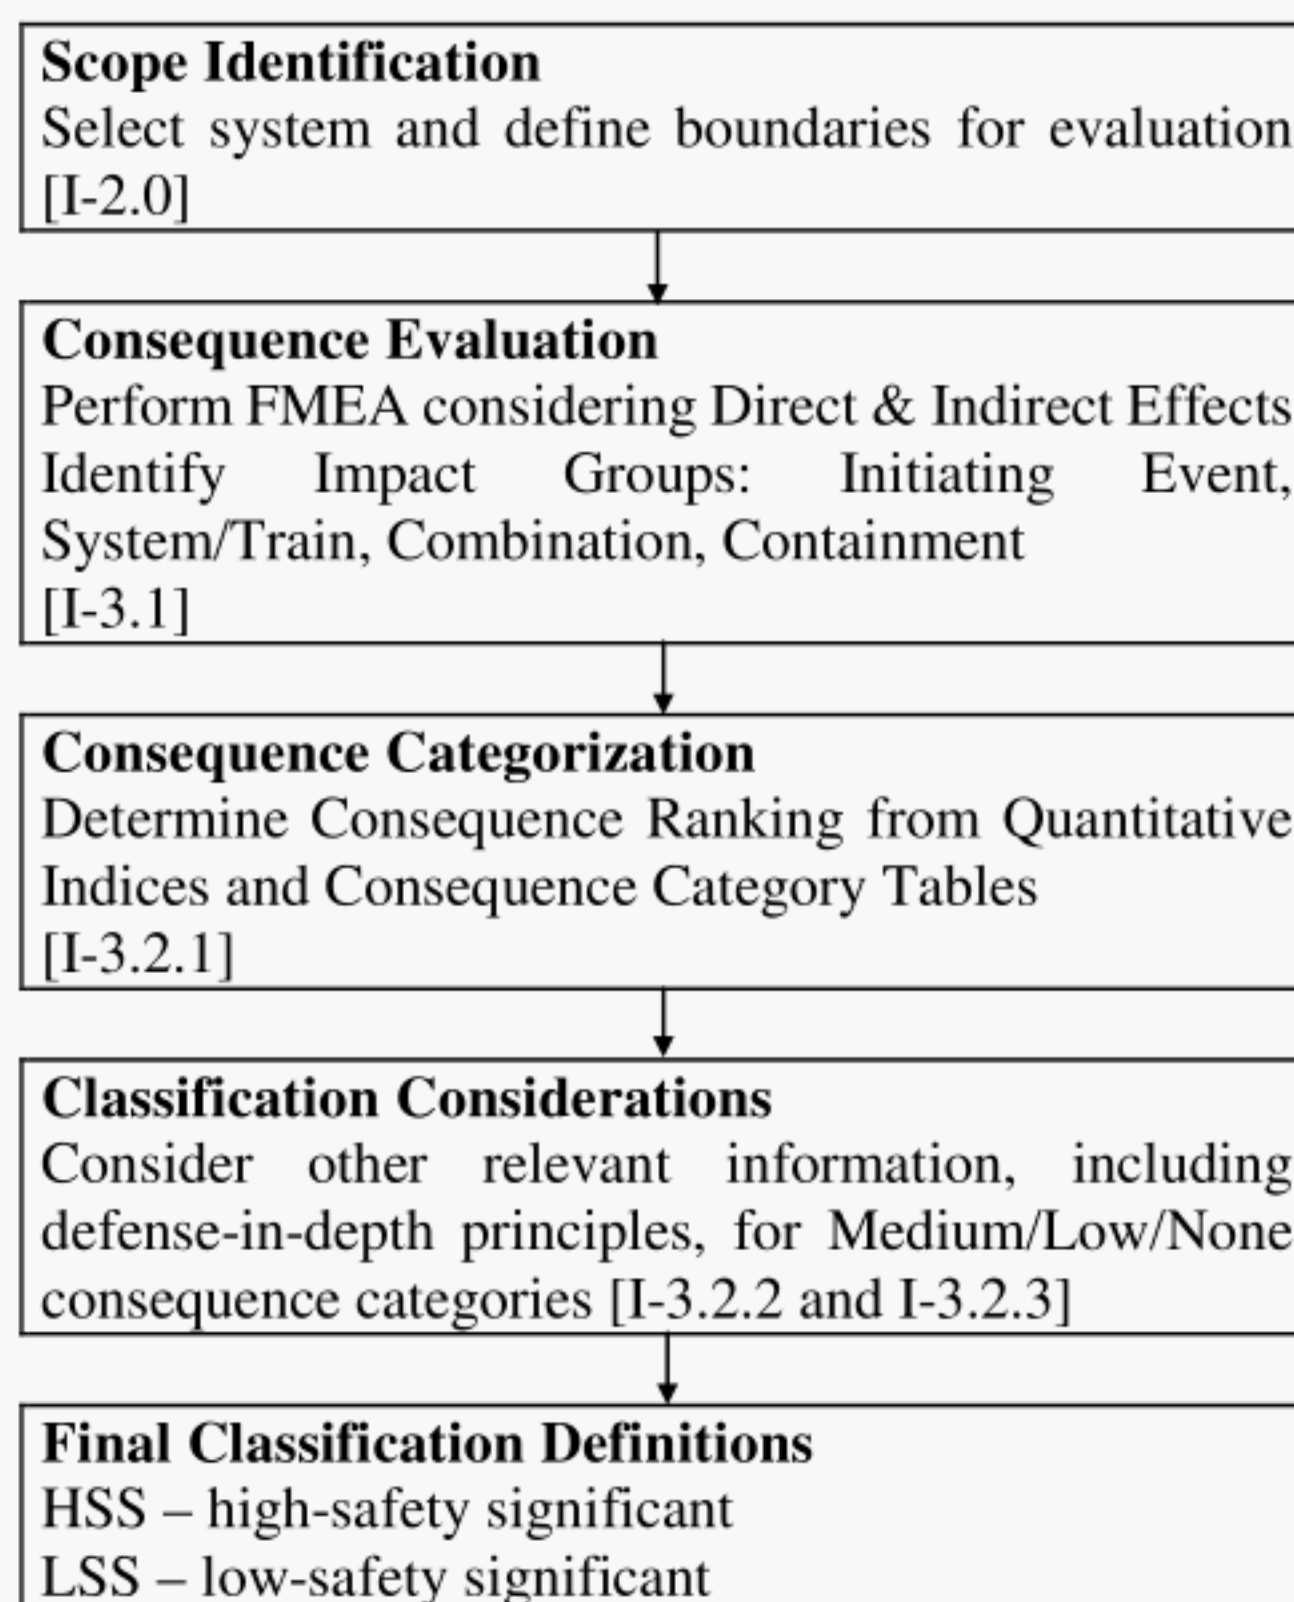 Scope Identification
Select system and define boundaries for evaluation
[I-2.0]
Consequence Evaluation
Perform FMEA considering Direct & Indirect Effects
Identify Impact Groups: Initiating Event,
System/Train, Combination, Containment
[I-3.1]
Consequence Categorization
Determine Consequence Ranking from Quantitative
Indices and Consequence Category Tables
[I-3.2.1]
Classification Considerations
Consider other relevant information, including
defense-in-depth principles, for Medium/Low/None
consequence categories [I-3.2.2 and I-3.2.3]
Final Classification Definitions
HSS – high-safety significant
LSS – low-safety significant